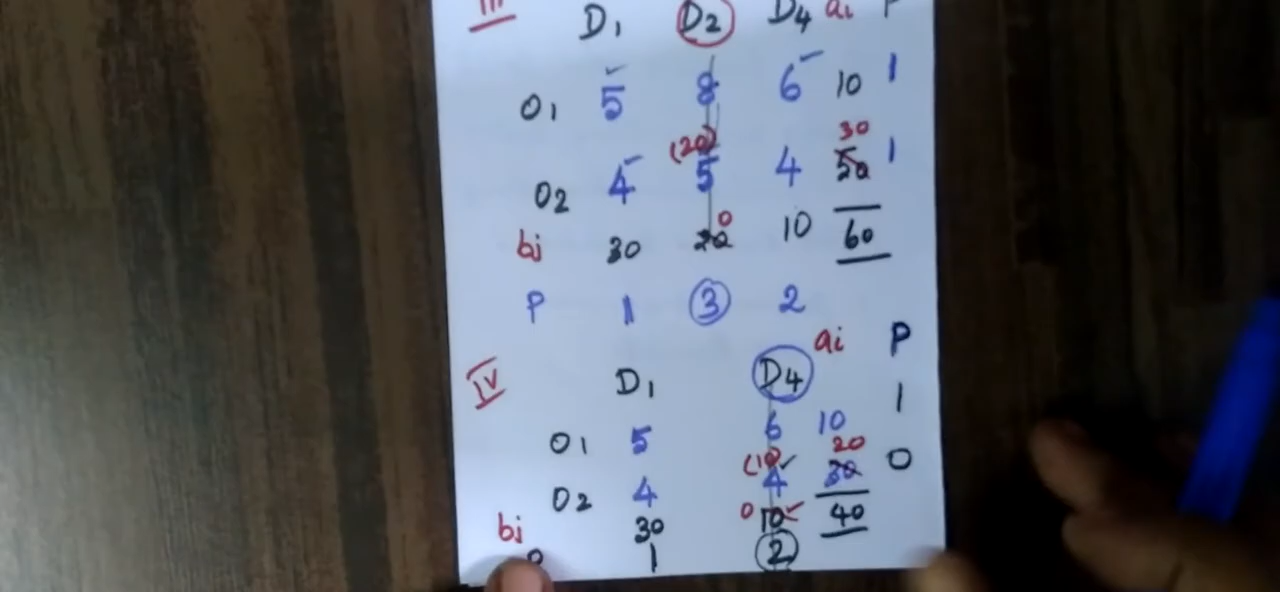 III D1 D2 D4 ai P
O1 5 8 6 10 1
(20) 30
O2 4 5 4 50 1
0
bj 30 20 10 60
P 1 3 2
ai P
IV D1 D4
O1 5 6 10 1
(10) 20
O2 4 4 30 0
bj 30 0 10 40
1 2